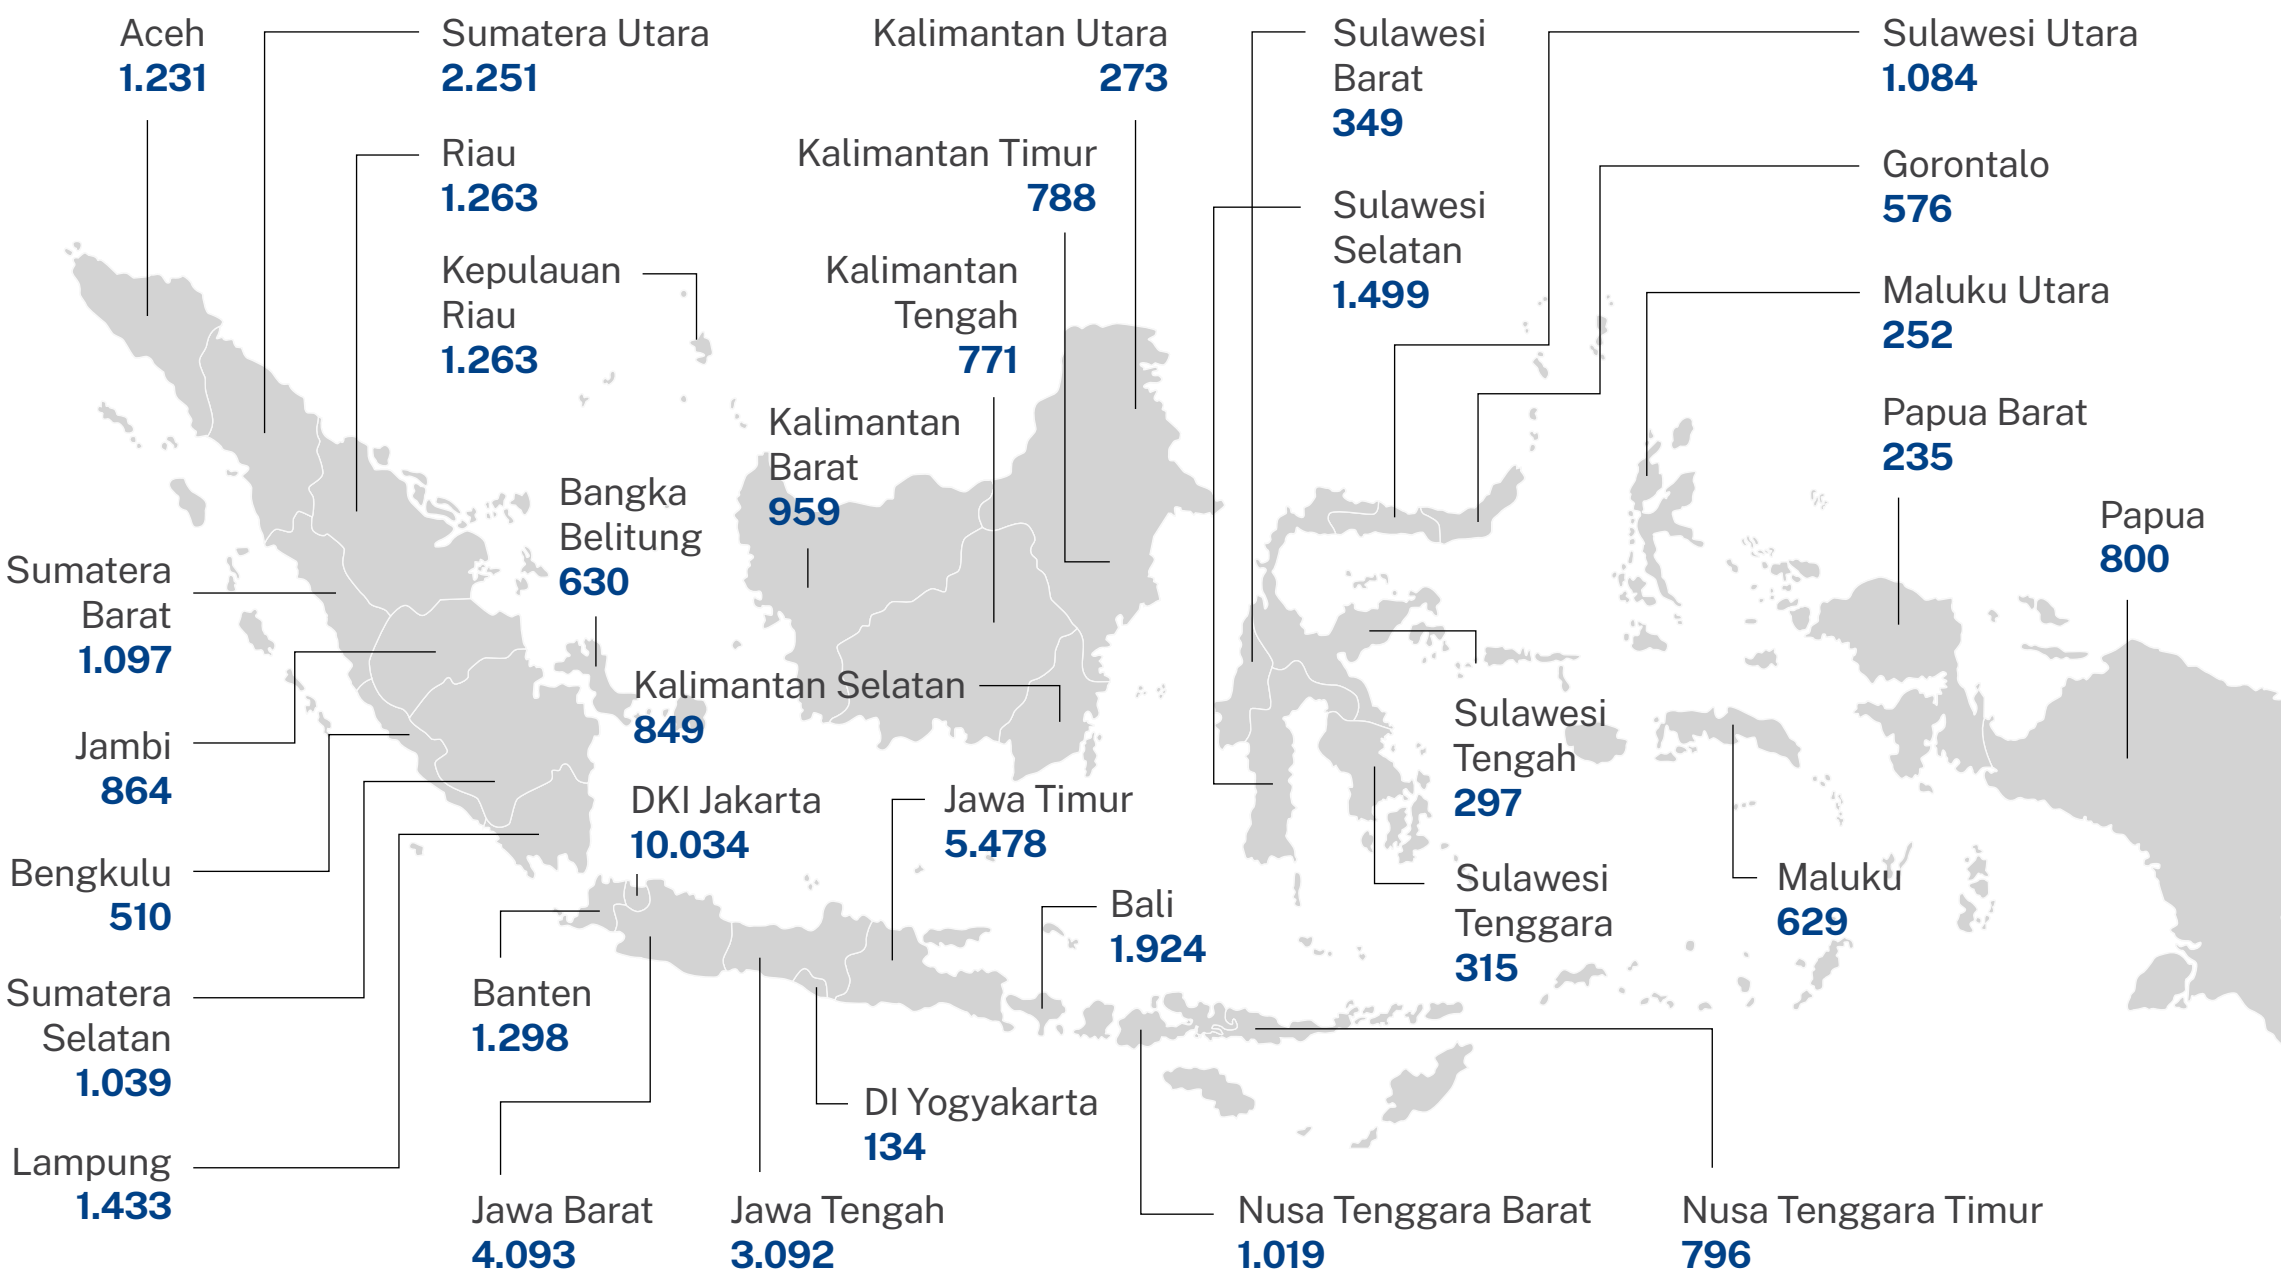 Aceh
1.231
Sumatera Utara
2.251
Riau
1.263
Kepulauan
Riau
1.263
Kalimantan Utara
273
Kalimantan Timur
788
Kalimantan
Tengah
771
Kalimantan
Barat
959
Sulawesi
Barat
349
Sulawesi
Selatan
1.499
Sulawesi Utara
1.084
Gorontalo
576
Maluku Utara
252
Papua Barat
235
Papua
800
Bangka
Belitung
630
Kalimantan Selatan
849
Sumatera
Barat
1.097
Jambi
864
Bengkulu
510
Sumatera
Selatan
1.039
Lampung
1.433
DKI Jakarta
10.034
Jawa Timur
5.478
Bali
1.924
Sulawesi
Tengah
297
Sulawesi
Tenggara
315
Maluku
629
Banten
1.298
DI Yogyakarta
134
Jawa Barat
4.093
Jawa Tengah
3.092
Nusa Tenggara Barat
1.019
Nusa Tenggara Timur
796